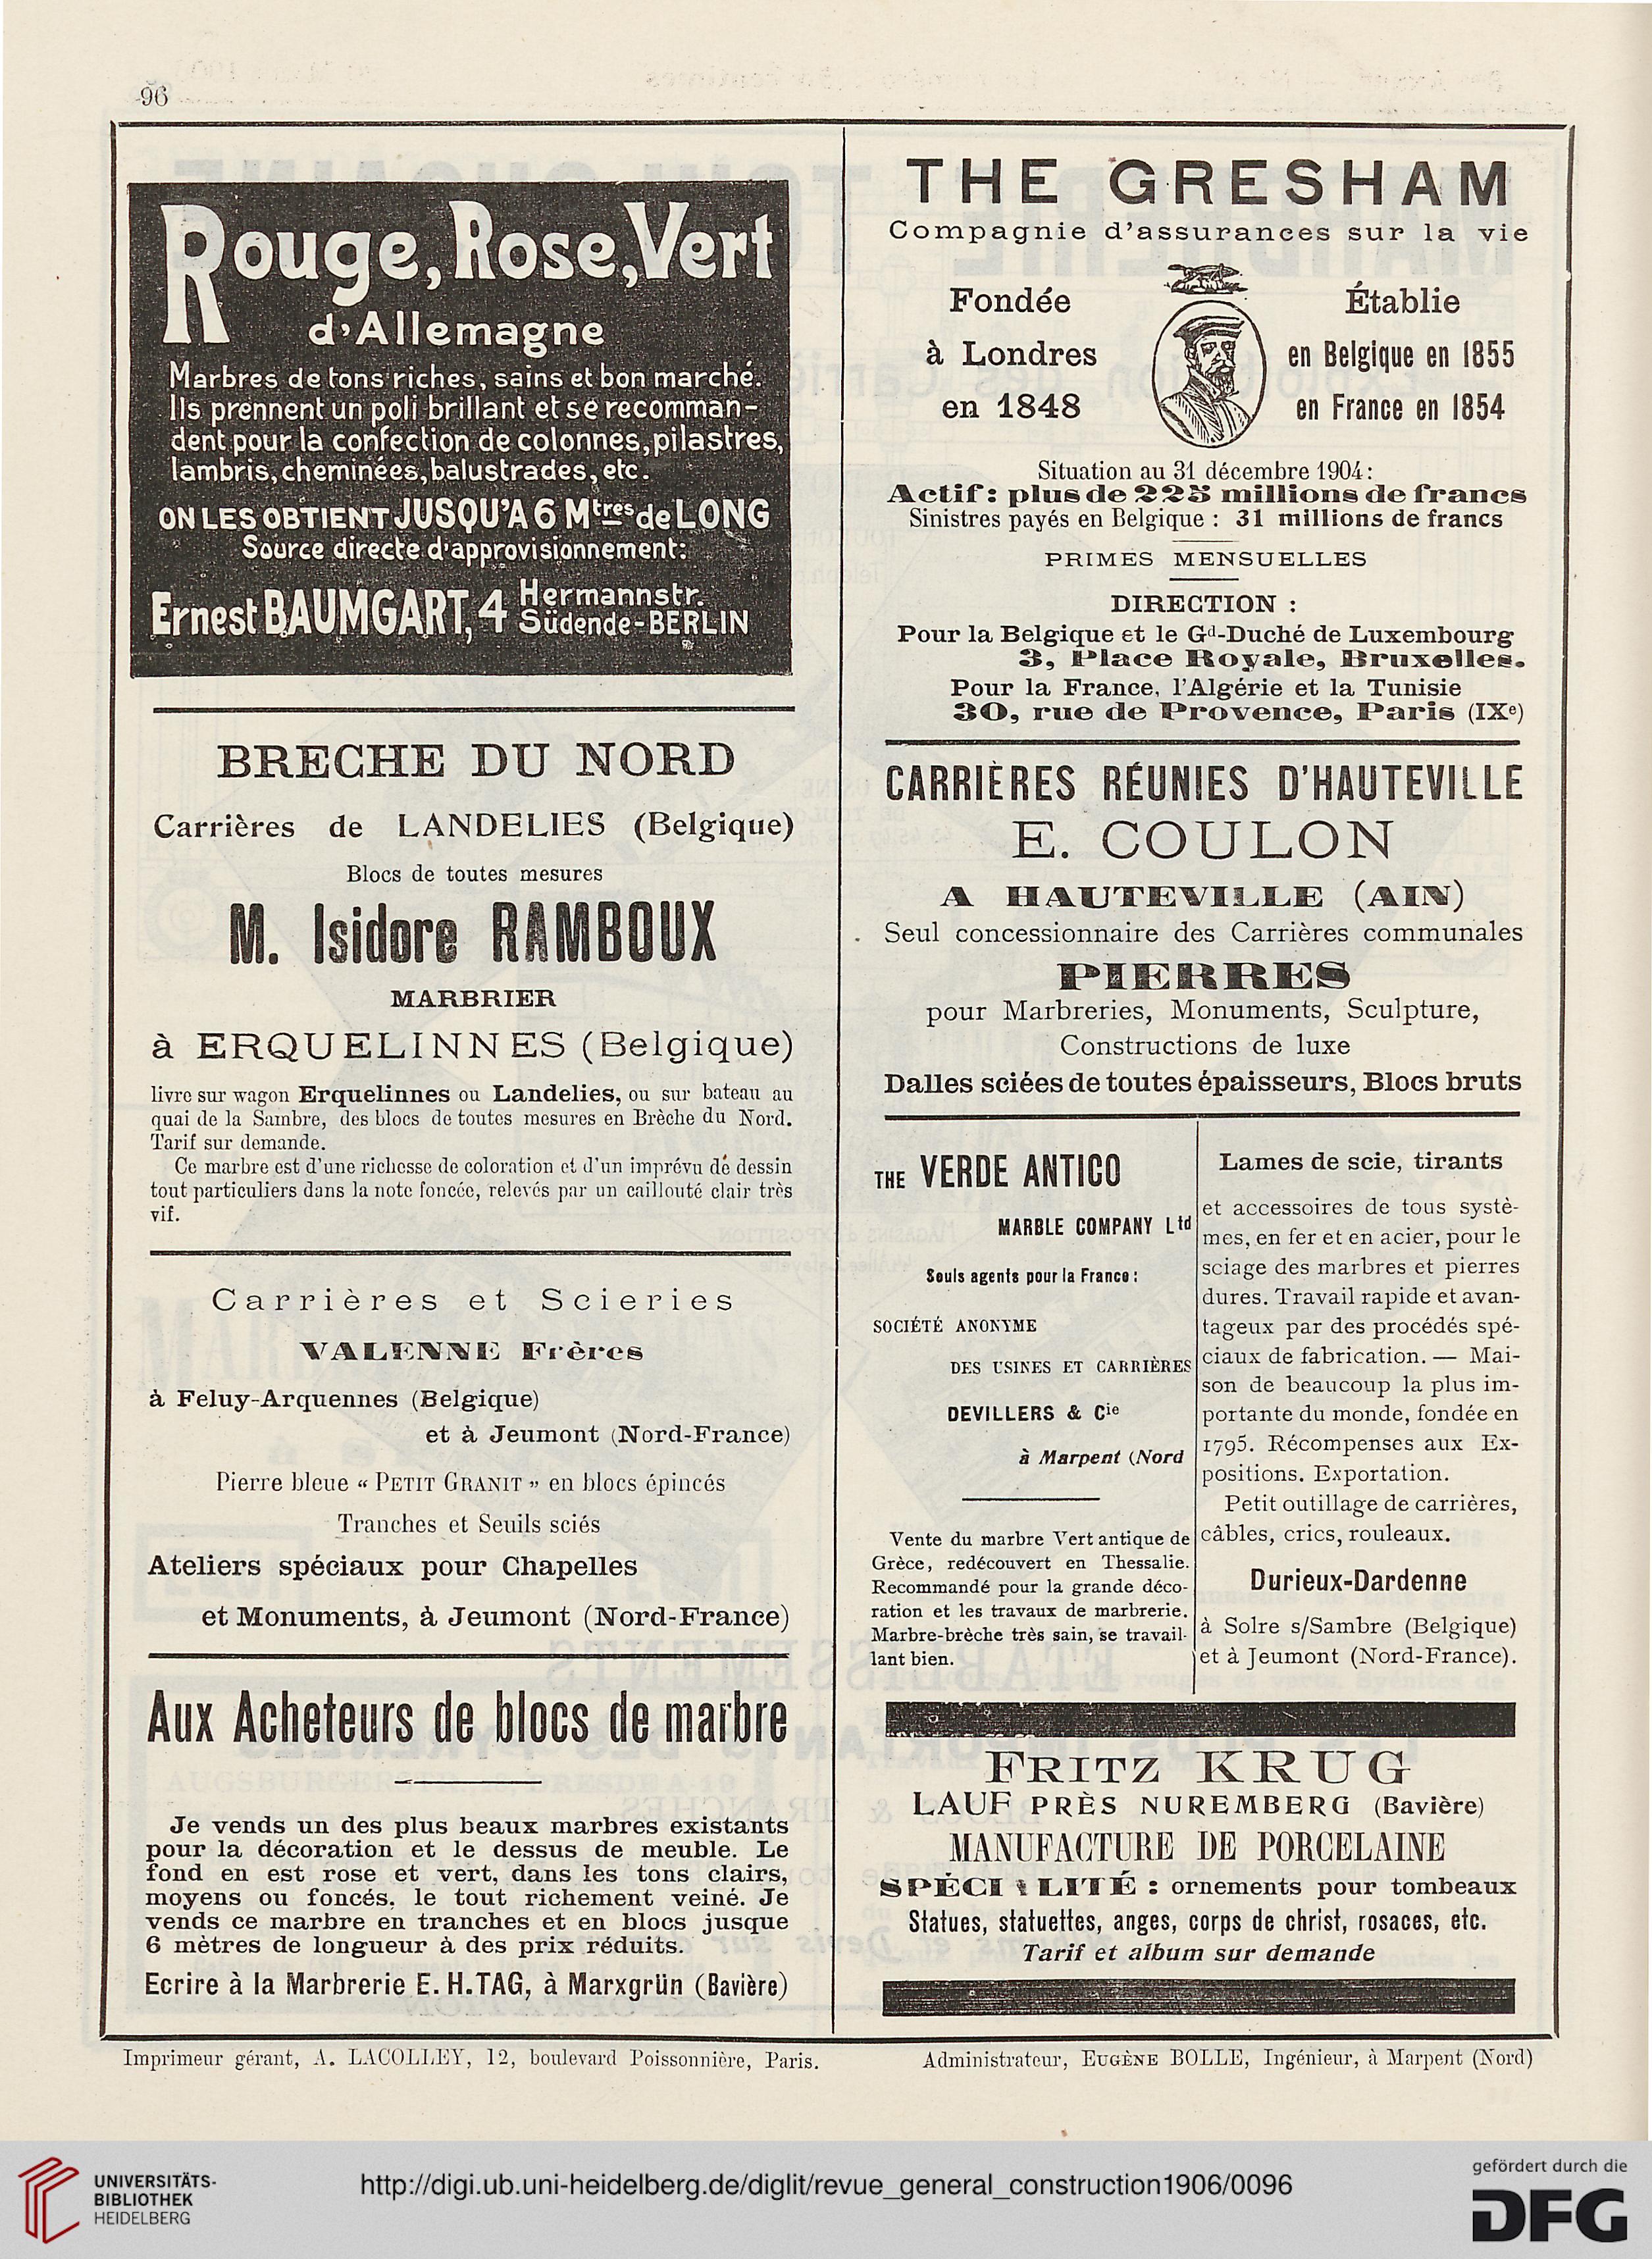 96
Rouge, Rose, Vert
d'Allemagne
Marbres de tons riches, sains et bon marché.
Ils prennent un poli brillant et se recomman-
dent pour la confection de colonnes, pilastres,
lambris, cheminées, balustrades, etc.
ON LES OBTIENT JUSQU'A 6 Mtres de LONG
Source directe d'approvisionnement:
Ernest BAUMGART, 4 Hermannstr.
Südende-BERLIN
BRECHE DU NORD
Carrières de LANDELIES (Belgique)
Blocs de toutes mesures
M. Isidore RAMBOUX
MARBRIER
à ERQUELINNES (Belgique)
livre sur wagon Erquelinnes ou Landelies, ou sur bateau au
quai de la Sambre, des blocs de toutes mesures en Brèche du Nord.
Tarif sur demande.
Ce marbre est d'une richesse de coloration et d'un imprévu de dessin
tout particuliers dans la note foncée, relevés par un caillouté clair très
vif.
Carrières et Scieries
VALENNE Frères
à Feluy-Arquennes (Belgique)
et à Jeumont (Nord-France)
Pierre bleue « PETIT GRANIT » en blocs épincés
Tranches et Seuils sciés
Ateliers spéciaux pour Chapelles
et Monuments, à Jeumont (Nord-France)
Aux Acheteurs de blocs de marbre
Je vends un des plus beaux marbres existants
pour la décoration et le dessus de meuble. Le
fond en est rose et vert, dans les tons clairs,
moyens ou foncés, le tout richement veiné. Je
vends ce marbre en tranches et en blocs jusque
6 mètres de longueur à des prix réduits.
Ecrire à la Marbrerie E. H. TAG, à Marxgrün (Bavière)
THE GRESHAM
Compagnie d'assurances sur la vie
Fondée
à Londres
en 1848
Établie
en Belgique en 1855
en France en 1854
Situation au 31 décembre 1904:
Actif: plus de 225 millions de francs
Sinistres payés en Belgique : 31 millions de francs
PRIMES MENSUELLES
DIRECTION :
Pour la Belgique et le Gd-Duché de Luxembourg
3, Place Royale, Bruxelles.
Pour la France, l'Algérie et la Tunisie
30, rue de Provence, Paris (IXe)
CARRIÈRES RÉUNIES D'HAUTEVILLE
E. COULON
A HAUTEVILLE (AIN)
Seul concessionnaire des Carrières communales
PIERRES
pour Marbreries, Monuments, Sculpture,
Constructions de luxe
Dalles sciées de toutes épaisseurs, Blocs bruts
THE VERDE ANTICO
MARBLE COMPANY Ltd
Seuls agents pour la France:
SOCIÉTÉ ANONYME
DES USINES ET CARRIÈRES
DEVILLERS & Cie
à Marpent (Nord
Vente du marbre Vert antique de
Grèce, redécouvert en Thessalie.
Recommandé pour la grande déco-
ration et les travaux de marbrerie.
Marbre-brèche très sain, se travail-
lant bien.
Lames de scie, tirants
et accessoires de tous systè-
mes, en fer et en acier, pour le
sciage des marbres et pierres
dures. Travail rapide et avan-
tageux par des procédés spé-
ciaux de fabrication. — Mai-
son de beaucoup la plus im-
portante du monde, fondée en
1795. Récompenses aux Ex-
positions. Exportation.
Petit outillage de carrières,
câbles, crics, rouleaux.
Durieux-Dardenne
à Solre s/Sambre (Belgique)
et à Jeumont (Nord-France).
FRITZ KRUG
LAUF PRÈS NUREMBERG (Bavière)
MANUFACTURE DE PORCELAINE
SPÉCIALITÉ : ornements pour tombeaux
Statues, statuettes, anges, corps de christ, rosaces, etc.
Tarif et album sur demande
Imprimeur gérant, A. LACOLLEY, 12, boulevard Poissonnière, Paris.
Administrateur, EUGÈNE BOLLE, Ingénieur, à Marpent (Nord)
UNIVERSITÄTS-
BIBLIOTHEK
HEIDELBERG
http://digi.ub.uni-heidelberg.de/diglit/revue_general_construction1906/0096
gefördert durch die
DFG